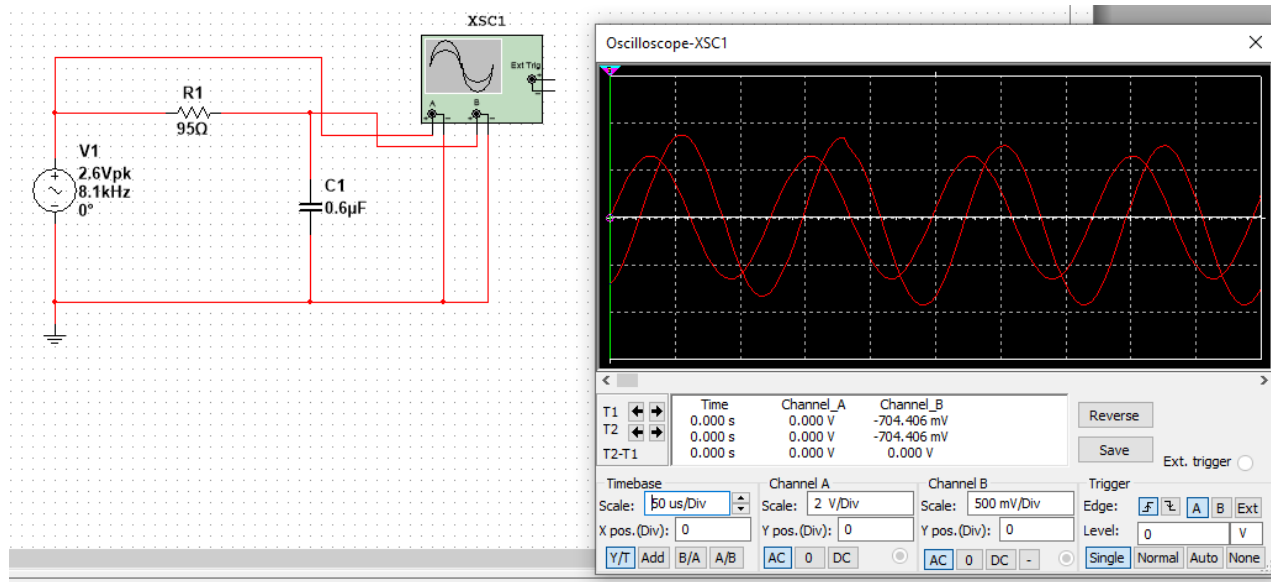 XSC1
Ext Trig
+
-
A
B
+ - + -
R1
95Ω
V1
2.6Vpk
8.1kHz
0°
C1
0.6µF
Oscilloscope-XSC1
T1
T2
T2-T1
Time Channel_A Channel_B
0.000 s 0.000 V -704.406 mV
0.000 s 0.000 V -704.406 mV
0.000 s 0.000 V 0.000 V
Reverse
Save
Ext. trigger
Timebase
Scale: 50 us/Div
X pos.(Div): 0
Y/T Add B/A A/B
Channel A
Scale: 2 V/Div
Y pos.(Div): 0
AC 0 DC
Channel B
Scale: 500 mV/Div
Y pos.(Div): 0
AC 0 DC -
Trigger
Edge: A B Ext
Level: 0 V
Single Normal Auto None